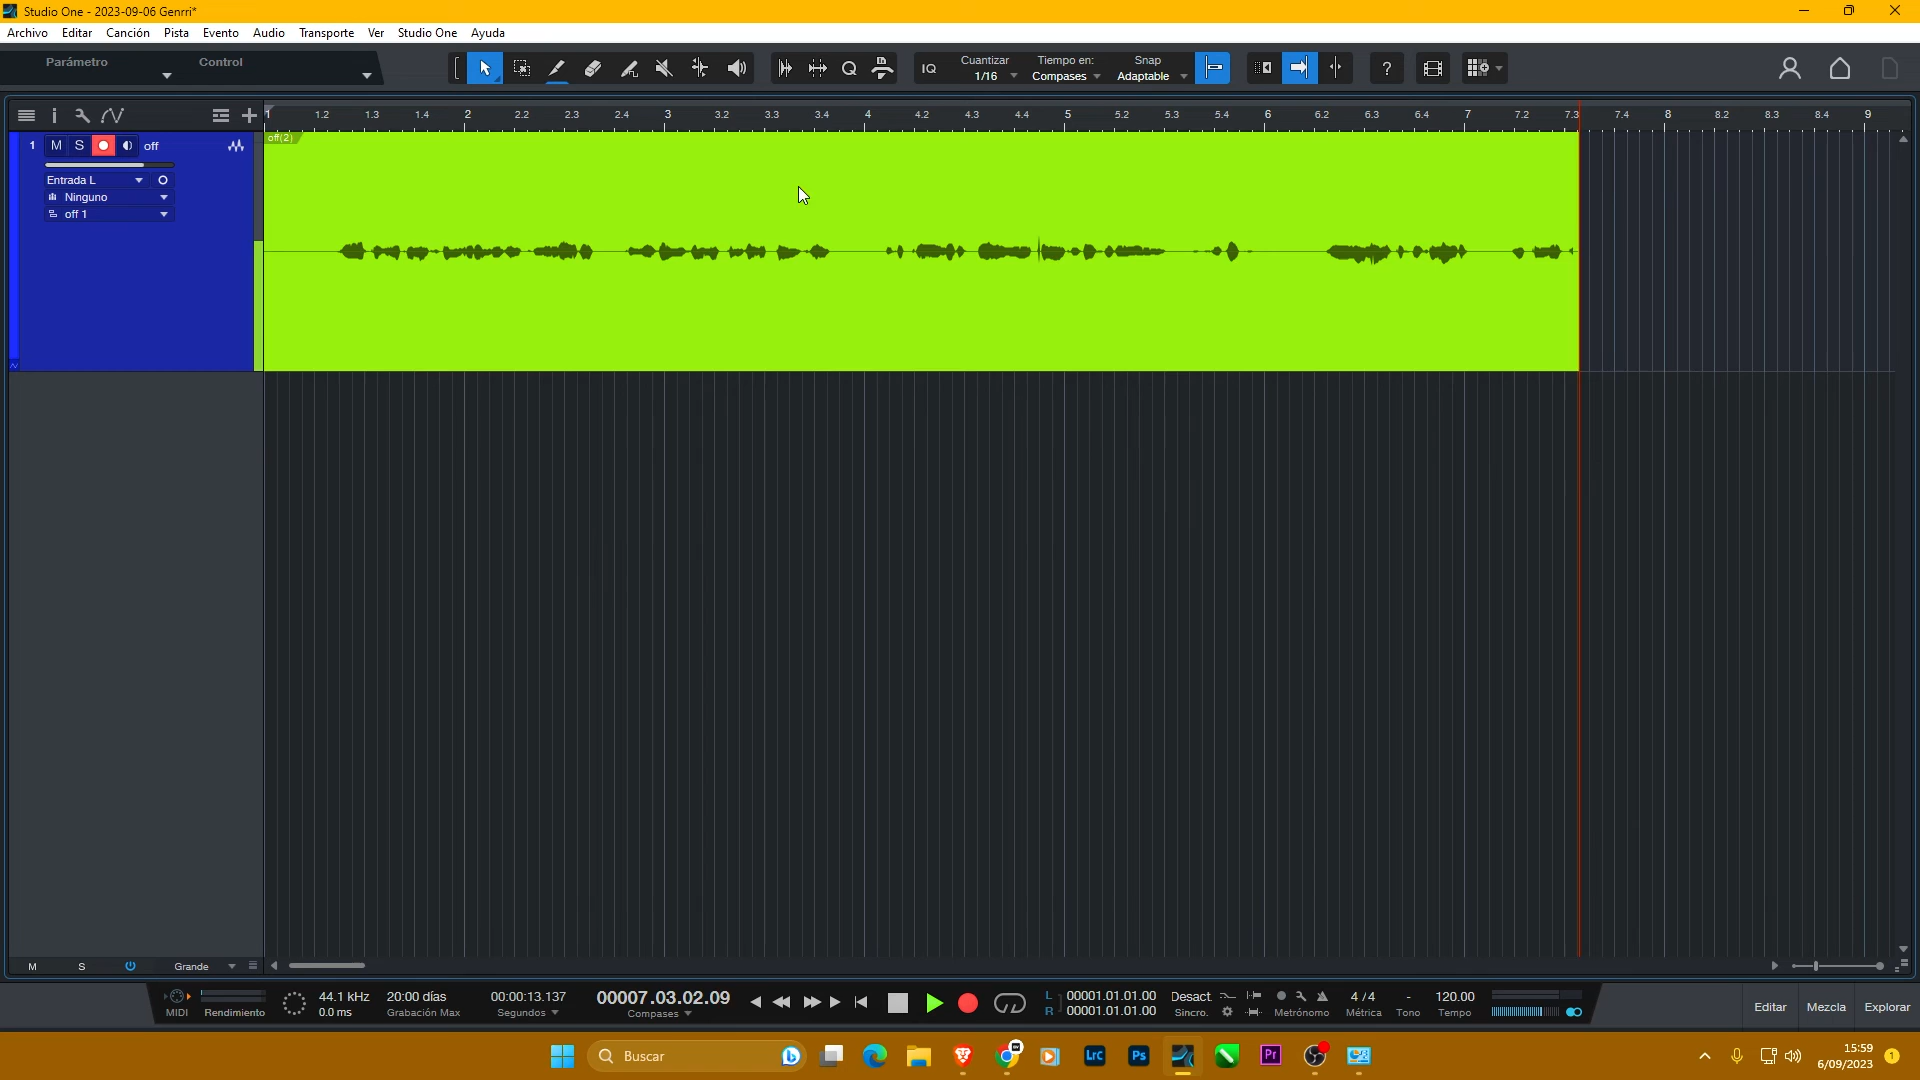 Studio One - 2023-09-06 Genrri*
Archivo Editar Canción Pista Evento Audio Transporte Ver Studio One Ayuda
Parámetro Control
IQ Cuantizar 1/16 Tiempo en: Compases Snap Adaptable ?
1 1.2 1.3 1.4 2 2.2 2.3 2.4 3 3.2 3.3 3.4 4 4.2 4.3 4.4 5 5.2 5.3 5.4 6 6.2 6.3 6.4 7 7.2 7.3 7.4 8 8.2 8.3 8.4 9
off(2)
1 M S off
Entrada L
Ninguno
off 1
M S Grande
44.1 kHz 20:00 días 00:00:13.137 00007.03.02.09 L 00001.01.01.00 Desact. 4 / 4 - 120.00
MIDI Rendimiento 0.0 ms Grabación Max Segundos Compases R 00001.01.01.00 Sincro. Metrónomo Métrica Tono Tempo
Editar Mezcla Explorar
Buscar
LrC Ps Pr
15:59
6/09/2023
1